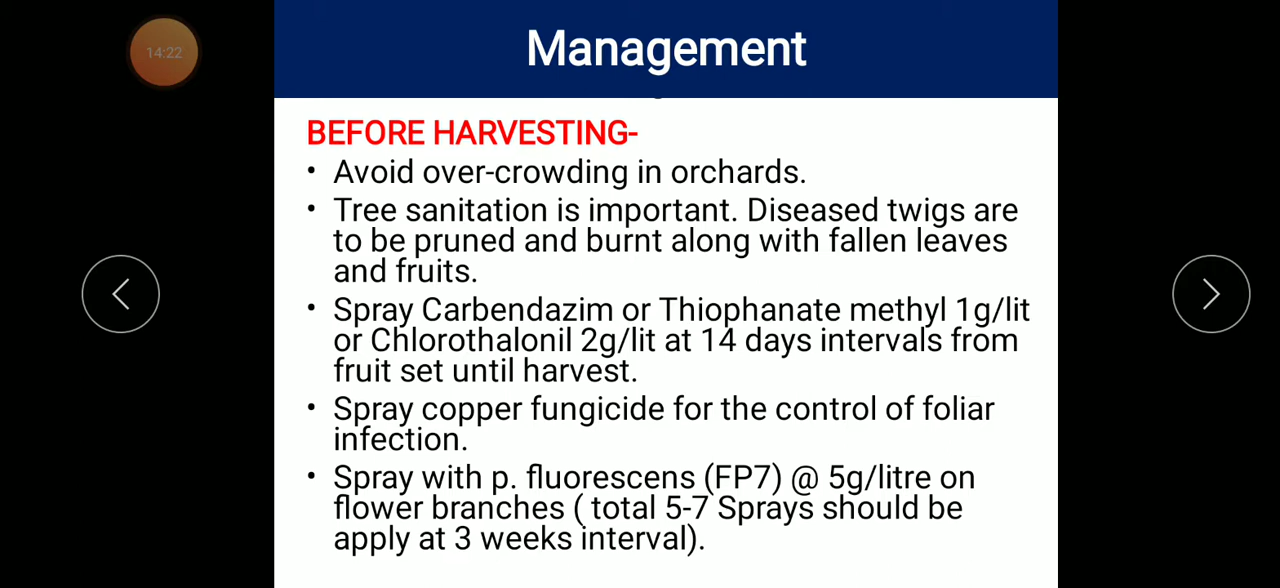 14:22
Management
BEFORE HARVESTING-
• Avoid over-crowding in orchards.
• Tree sanitation is important. Diseased twigs are
to be pruned and burnt along with fallen leaves
and fruits.
• Spray Carbendazim or Thiophanate methyl 1g/lit
or Chlorothalonil 2g/lit at 14 days intervals from
fruit set until harvest.
• Spray copper fungicide for the control of foliar
infection.
• Spray with p. fluorescens (FP7) @ 5g/litre on
flower branches ( total 5-7 Sprays should be
apply at 3 weeks interval).